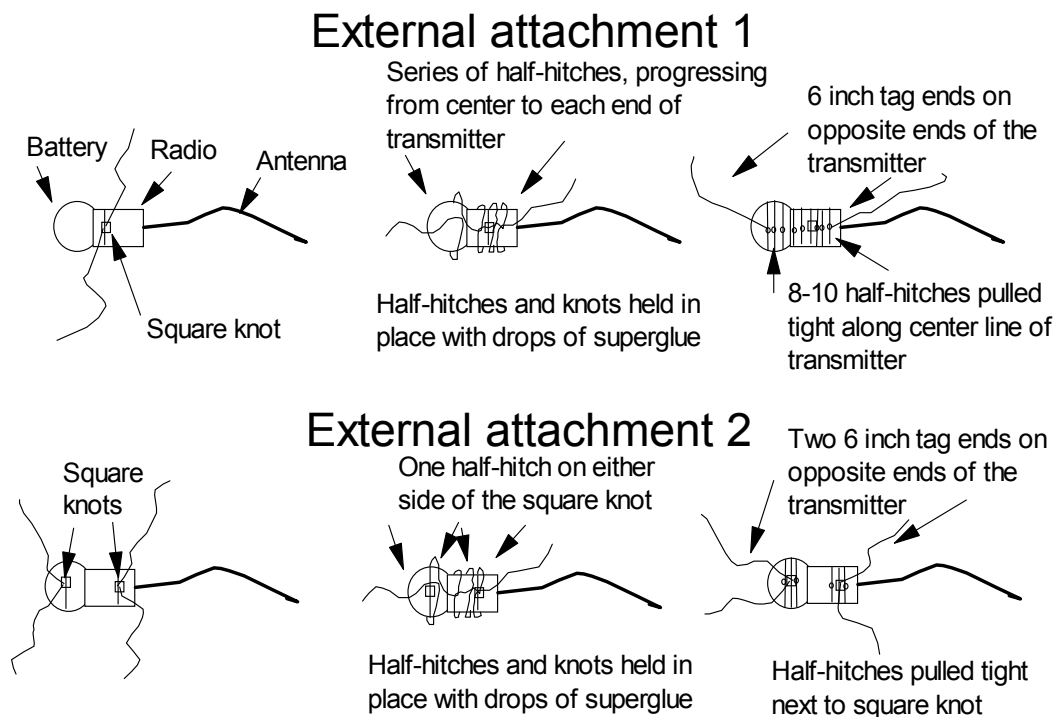 External attachment 1
Battery
Radio
Antenna
Square knot
Series of half-hitches, progressing
from center to each end of
transmitter
Half-hitches and knots held in
place with drops of superglue
6 inch tag ends on
opposite ends of the
transmitter
8-10 half-hitches pulled
tight along center line of
transmitter
External attachment 2
Square
knots
One half-hitch on either
side of the square knot
Half-hitches and knots held in
place with drops of superglue
Two 6 inch tag ends on
opposite ends of the
transmitter
Half-hitches pulled tight
next to square knot